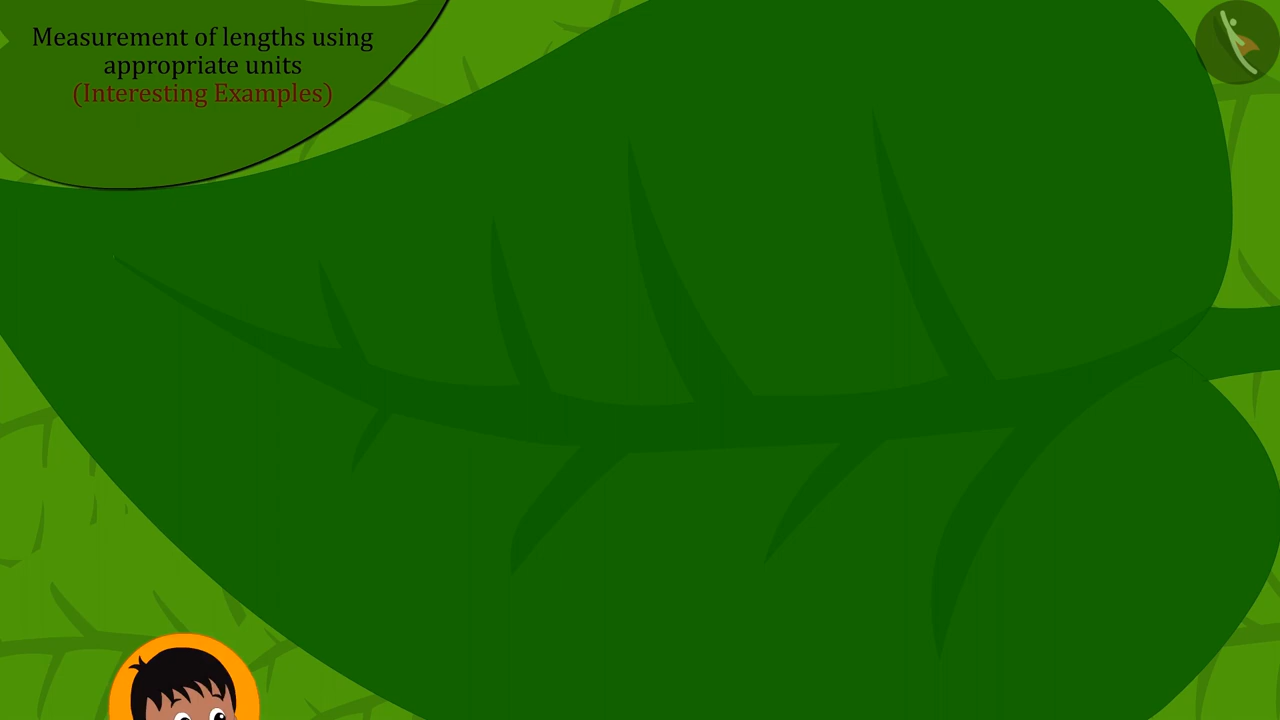 Measurement of lengths using
appropriate units
(Interesting Examples)